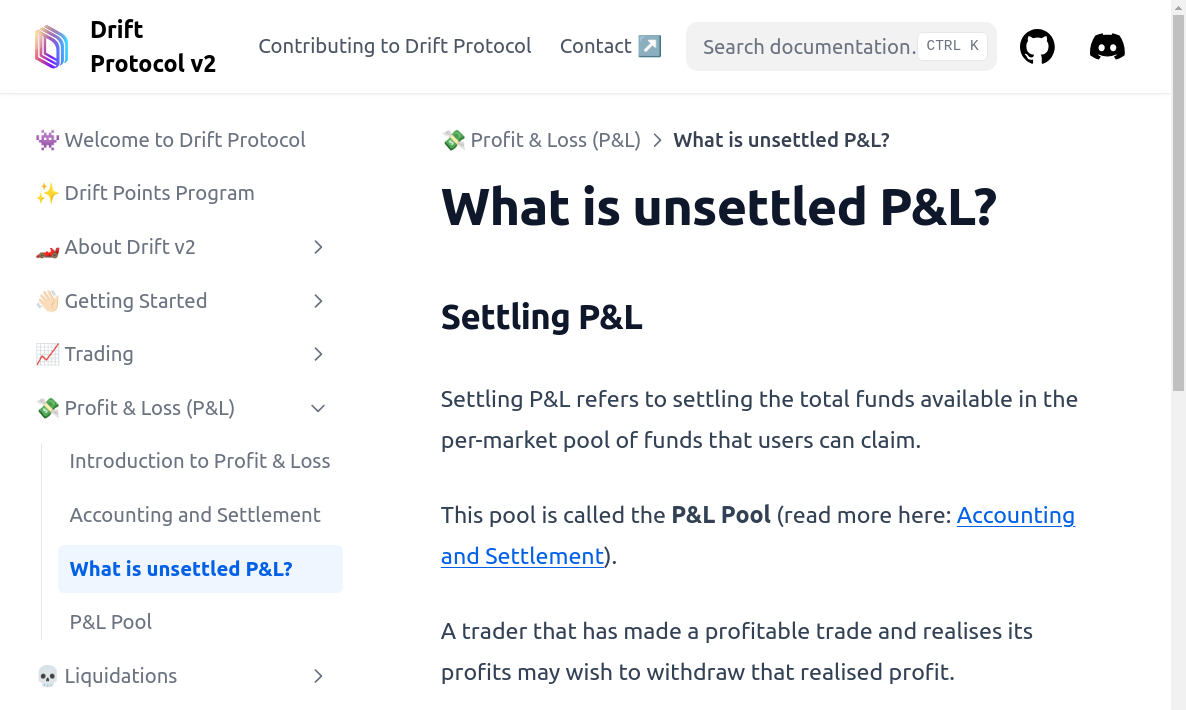 Drift
Protocol v2
Contributing to Drift Protocol
Contact ↗️
Search documentation.
CTRL K
👾 Welcome to Drift Protocol
✨ Drift Points Program
🏎️ About Drift v2
👋🏻 Getting Started
📈 Trading
💸 Profit & Loss (P&L)
Introduction to Profit & Loss
Accounting and Settlement
What is unsettled P&L?
P&L Pool
💀 Liquidations
💸 Profit & Loss (P&L) > What is unsettled P&L?
What is unsettled P&L?
Settling P&L
Settling P&L refers to settling the total funds available in the
per-market pool of funds that users can claim.
This pool is called the P&L Pool (read more here: Accounting
and Settlement).
A trader that has made a profitable trade and realises its
profits may wish to withdraw that realised profit.